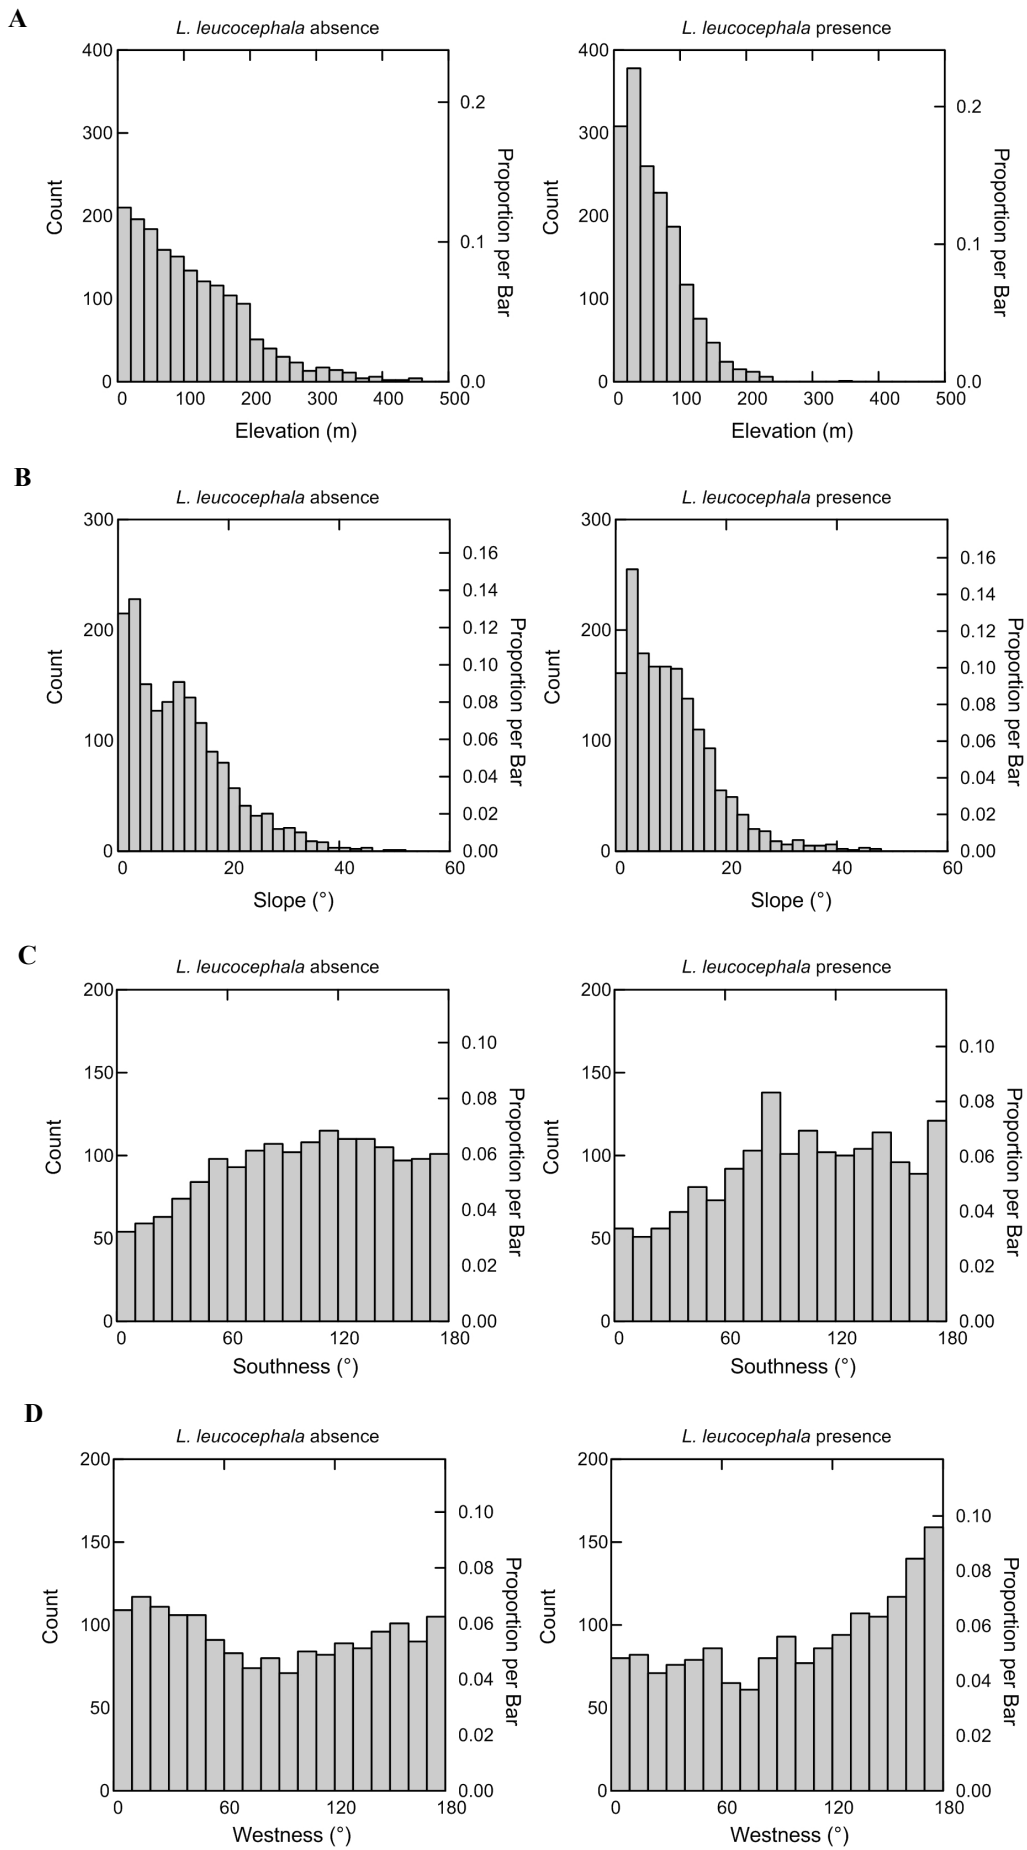 A
L. leucocephala absence
400
300
200
100
0
0.2
0.1
0.0
Count
Proportion per Bar
0 100 200 300 400 500
Elevation (m)
L. leucocephala presence
400
300
200
100
0
0.2
0.1
0.0
Count
Proportion per Bar
0 100 200 300 400 500
Elevation (m)
B
L. leucocephala absence
300
200
100
0
0.16
0.14
0.12
0.10
0.08
0.06
0.04
0.02
0.00
Count
Proportion per Bar
0 20 40 60
Slope (°)
L. leucocephala presence
300
200
100
0
0.16
0.14
0.12
0.10
0.08
0.06
0.04
0.02
0.00
Count
Proportion per Bar
0 20 40 60
Slope (°)
C
L. leucocephala absence
200
150
100
50
0
0.10
0.08
0.06
0.04
0.02
0.00
Count
Proportion per Bar
0 60 120 180
Southness (°)
L. leucocephala presence
200
150
100
50
0
0.10
0.08
0.06
0.04
0.02
0.00
Count
Proportion per Bar
0 60 120 180
Southness (°)
D
L. leucocephala absence
200
150
100
50
0
0.10
0.08
0.06
0.04
0.02
0.00
Count
Proportion per Bar
0 60 120 180
Westness (°)
L. leucocephala presence
200
150
100
50
0
0.10
0.08
0.06
0.04
0.02
0.00
Count
Proportion per Bar
0 60 120 180
Westness (°)